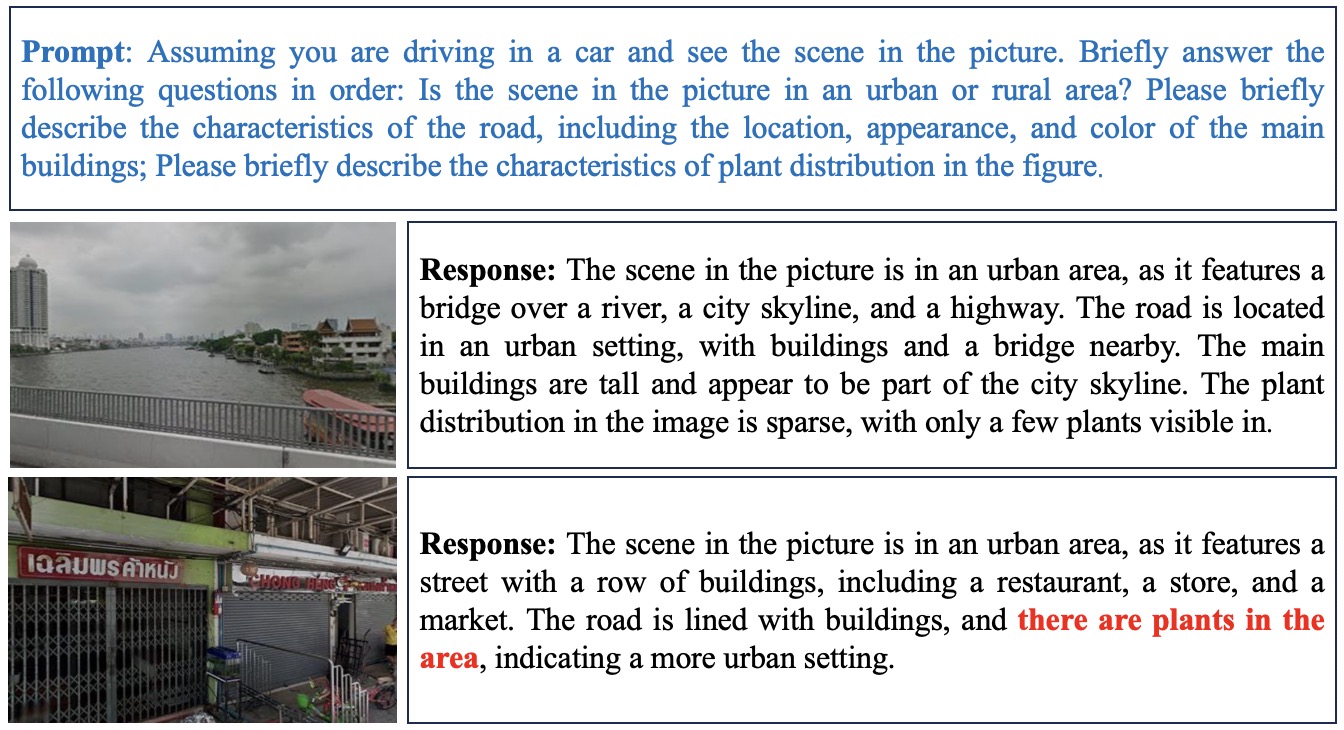 Prompt: Assuming you are driving in a car and see the scene in the picture. Briefly answer the
following questions in order: Is the scene in the picture in an urban or rural area? Please briefly
describe the characteristics of the road, including the location, appearance, and color of the main
buildings; Please briefly describe the characteristics of plant distribution in the figure.
Response: The scene in the picture is in an urban area, as it features a
bridge over a river, a city skyline, and a highway. The road is located
in an urban setting, with buildings and a bridge nearby. The main
buildings are tall and appear to be part of the city skyline. The plant
distribution in the image is sparse, with only a few plants visible in.
เฉลิมพรค้าหนัง
CHONG HENG
Response: The scene in the picture is in an urban area, as it features a
street with a row of buildings, including a restaurant, a store, and a
market. The road is lined with buildings, and there are plants in the
area, indicating a more urban setting.